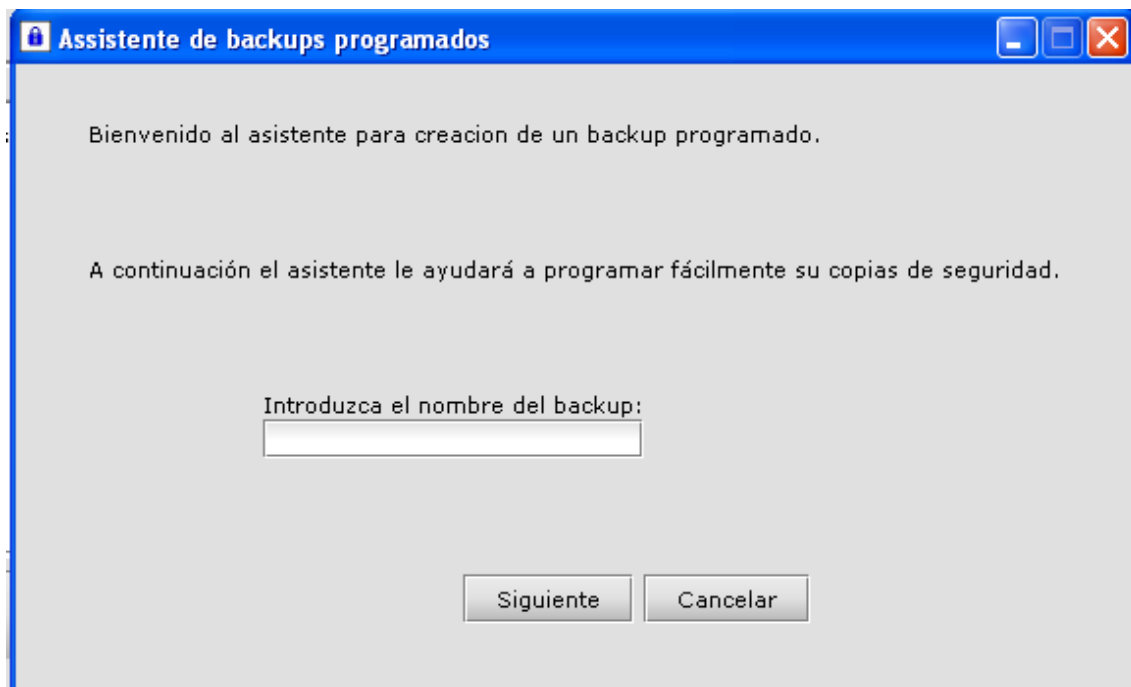 Assistente de backups programados
Bienvenido al asistente para creacion de un backup programado.
A continuación el asistente le ayudará a programar fácilmente su copias de seguridad.
Introduzca el nombre del backup:
Siguiente Cancelar